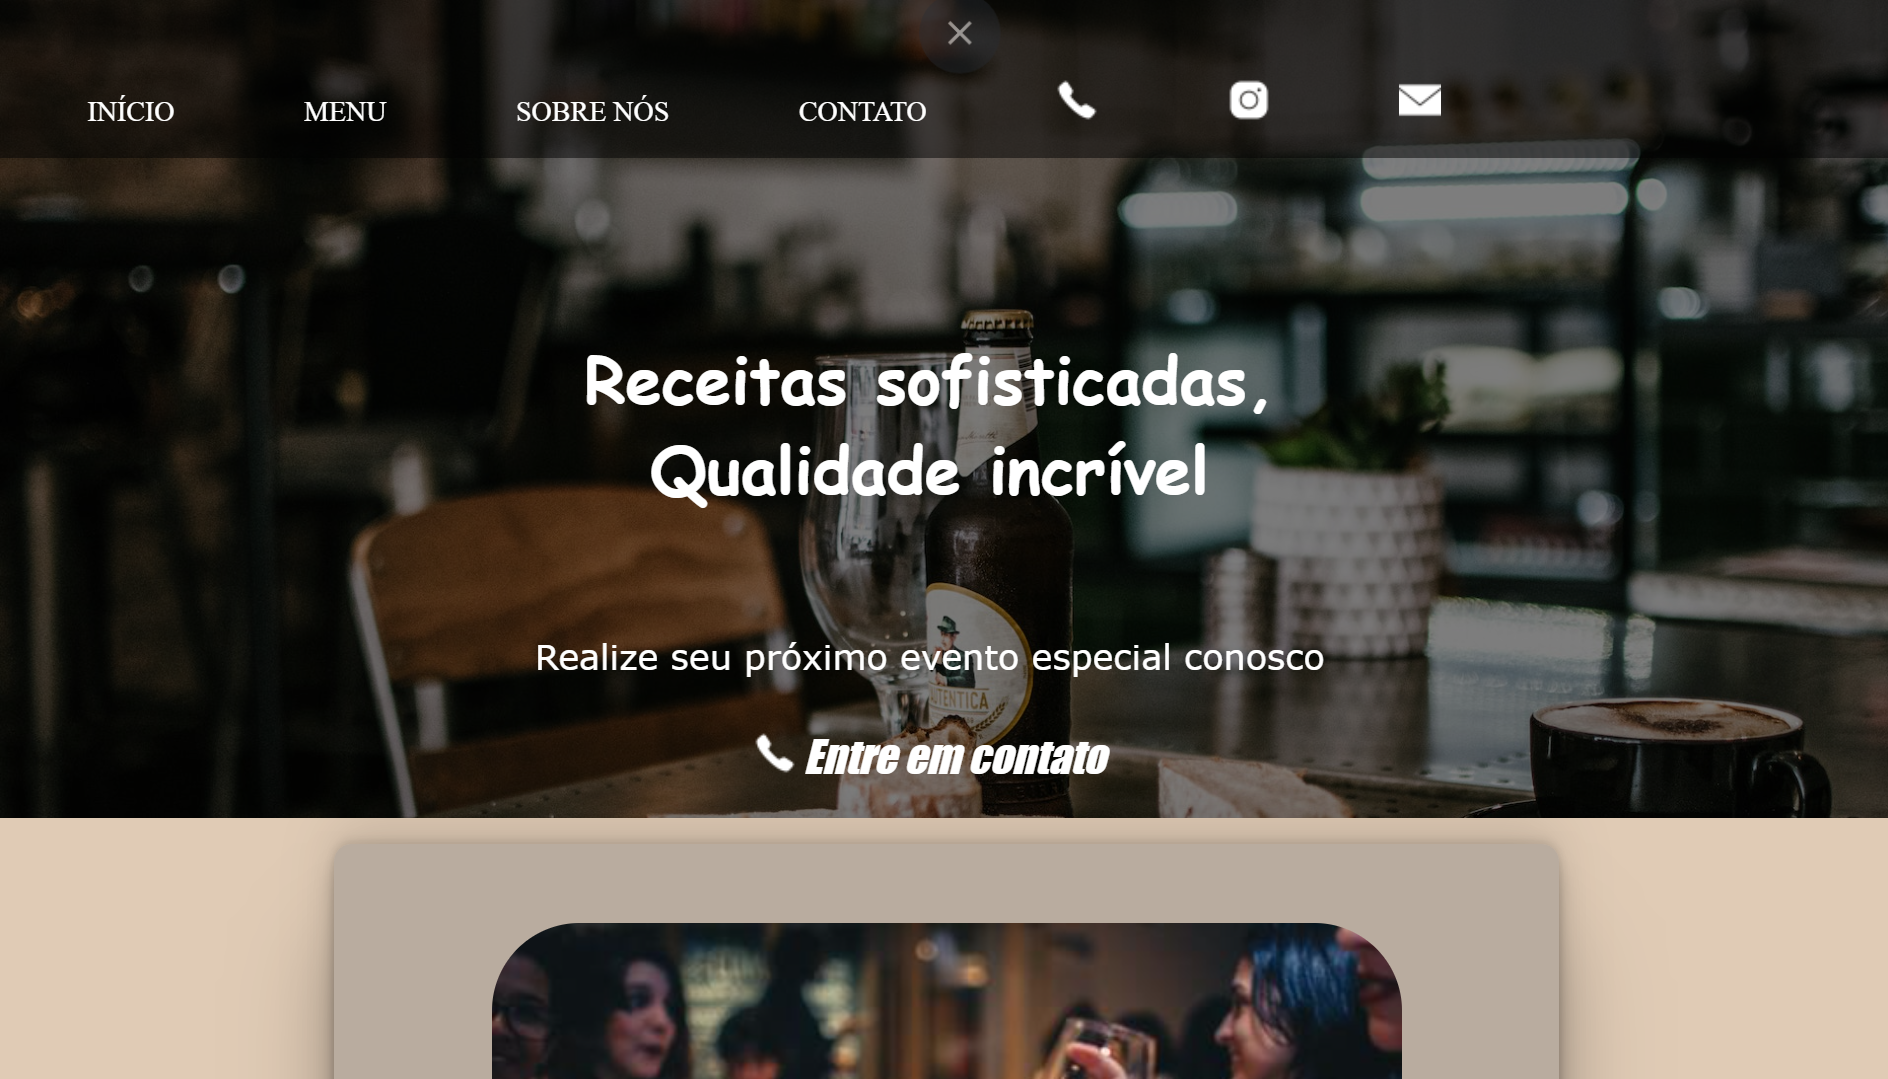 INÍCIO MENU SOBRE NÓS CONTATO
Receitas sofisticadas,
Qualidade incrível
Realize seu próximo evento especial conosco
Entre em contato